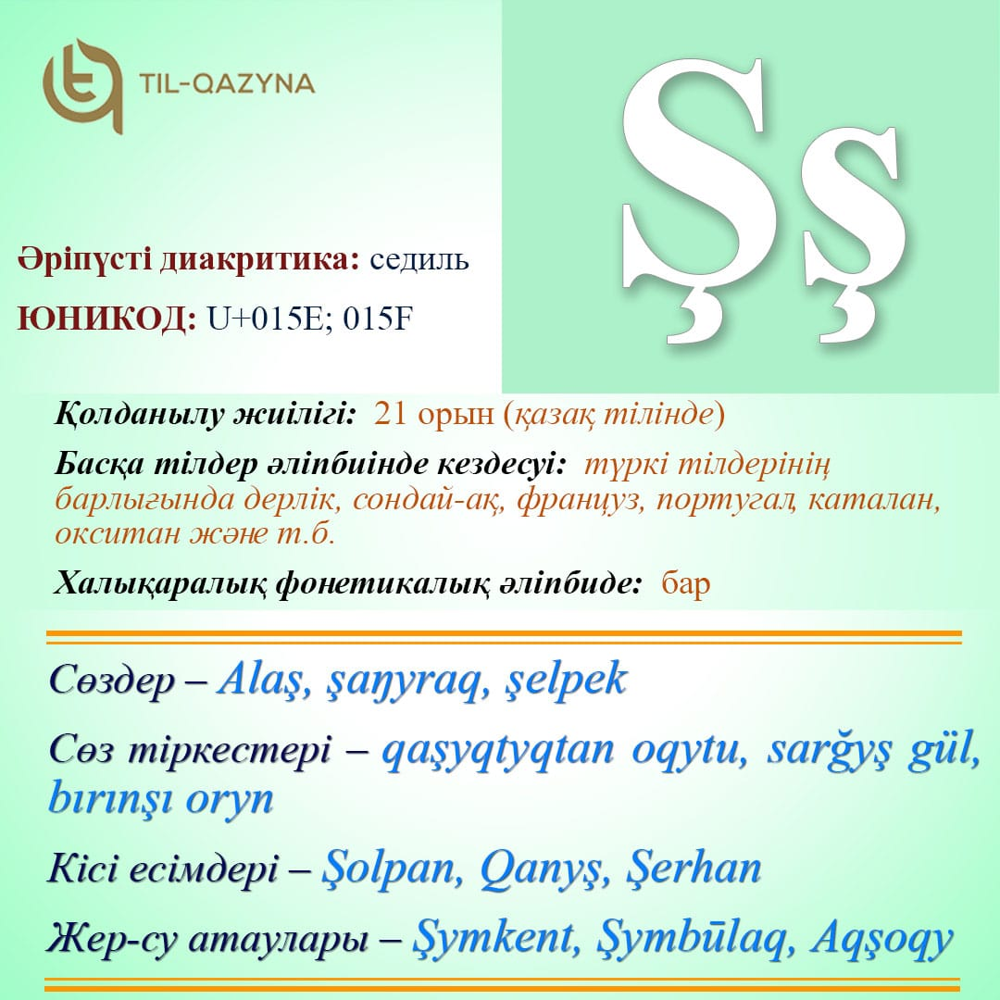 TIL-QAZYNA
Şş
Әріпүсті диакритика: седиль
ЮНИКОД: U+015E; 015F
Қолданылу жиілігі: 21 орын (қазақ тілінде)
Басқа тілдер әліпбиінде кездесуі: түркі тілдерінің
барлығында дерлік, сондай-ақ, француз, португал, каталан,
окситан және т.б.
Халықаралық фонетикалық әліпбиде: бар
Сөздер – Alaş, şaŋyraq, şelpek
Сөз тіркестері – qaşyqtyqtan oqytu, sarğyş gül,
bırınşı oryn
Кісі есімдері – Şolpan, Qanyş, Şerhan
Жер-су атаулары – Şymkent, Şymbūlaq, Aqşoqy